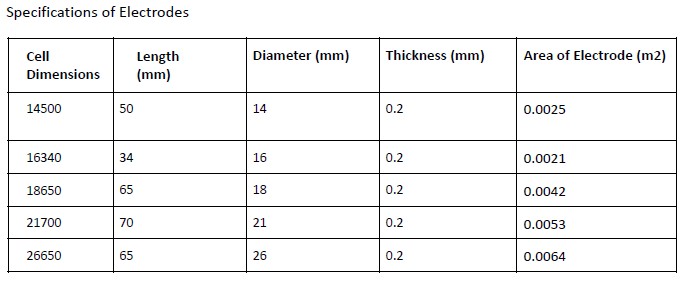 Specifications of Electrodes
Cell Dimensions Length (mm) Diameter (mm) Thickness (mm) Area of Electrode (m2)
14500 50 14 0.2 0.0025
16340 34 16 0.2 0.0021
18650 65 18 0.2 0.0042
21700 70 21 0.2 0.0053
26650 65 26 0.2 0.0064